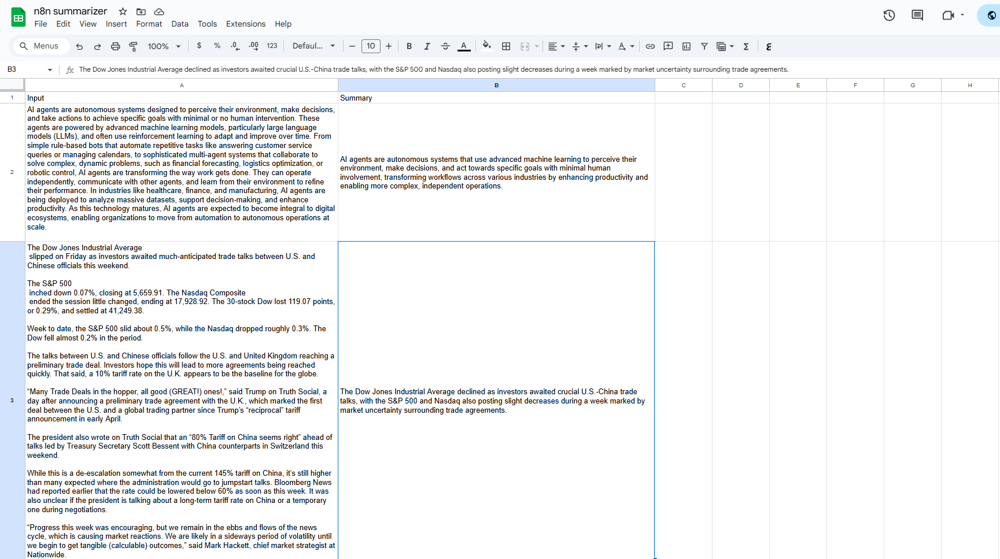 n8n summarizer
File Edit View Insert Format Data Tools Extensions Help
Menus 100% $ % .0 .00 123 Defaul... 10 B I A Σ Ɛ
B3 fx The Dow Jones Industrial Average declined as investors awaited crucial U.S.-China trade talks, with the S&P 500 and Nasdaq also posting slight decreases during a week marked by market uncertainty surrounding trade agreements.
A B C D E F G H
1 Input Summary
2
AI agents are autonomous systems designed to perceive their environment, make decisions,
and take actions to achieve specific goals with minimal or no human intervention. These
agents are powered by advanced machine learning models, particularly large language
models (LLMs), and often use reinforcement learning to adapt and improve over time. From
simple rule-based bots that automate repetitive tasks like answering customer service
queries or managing calendars, to sophisticated multi-agent systems that collaborate to
solve complex, dynamic problems, such as financial forecasting, logistics optimization, or
robotic control, AI agents are transforming the way work gets done. They can operate
independently, communicate with other agents, and learn from their environment to refine
their performance. In industries like healthcare, finance, and manufacturing, AI agents are
being deployed to analyze massive datasets, support decision-making, and enhance
productivity. As this technology matures, AI agents are expected to become integral to digital
ecosystems, enabling organizations to move from automation to autonomous operations at
scale.
AI agents are autonomous systems that use advanced machine learning to perceive their
environment, make decisions, and act towards specific goals with minimal human
involvement, transforming workflows across various industries by enhancing productivity and
enabling more complex, independent operations.
3
The Dow Jones Industrial Average
slipped on Friday as investors awaited much-anticipated trade talks between U.S. and
Chinese officials this weekend.
The S&P 500
inched down 0.07%, closing at 5,659.91. The Nasdaq Composite
ended the session little changed, ending at 17,928.92. The 30-stock Dow lost 119.07 points,
or 0.29%, and settled at 41,249.38.
Week to date, the S&P 500 slid about 0.5%, while the Nasdaq dropped roughly 0.3%. The
Dow fell almost 0.2% in the period.
The talks between U.S. and Chinese officials follow the U.S. and United Kingdom reaching a
preliminary trade deal. Investors hope this will lead to more agreements being reached
quickly. That said, a 10% tariff rate on the U.K. appears to be the baseline for the globe.
“Many Trade Deals in the hopper, all good (GREAT!) ones!,” said Trump on Truth Social, a
day after announcing a preliminary trade agreement with the U.K., which marked the first
deal between the U.S. and a global trading partner since Trump’s “reciprocal” tariff
announcement in early April.
The president also wrote on Truth Social that an “80% Tariff on China seems right” ahead of
talks led by Treasury Secretary Scott Bessent with China counterparts in Switzerland this
weekend.
While this is a de-escalation somewhat from the current 145% tariff on China, it’s still higher
than many expected where the administration would go to jumpstart talks. Bloomberg News
had reported earlier that the rate could be lowered below 60% as soon as this week. It was
also unclear if the president is talking about a long-term tariff rate on China or a temporary
one during negotiations.
“Progress this week was encouraging, but we remain in the ebbs and flows of the news
cycle, which is causing market reactions. We are likely in a sideways period of volatility until
we begin to get tangible (calculable) outcomes,” said Mark Hackett, chief market strategist at
Nationwide.
The Dow Jones Industrial Average declined as investors awaited crucial U.S.-China trade
talks, with the S&P 500 and Nasdaq also posting slight decreases during a week marked by
market uncertainty surrounding trade agreements.